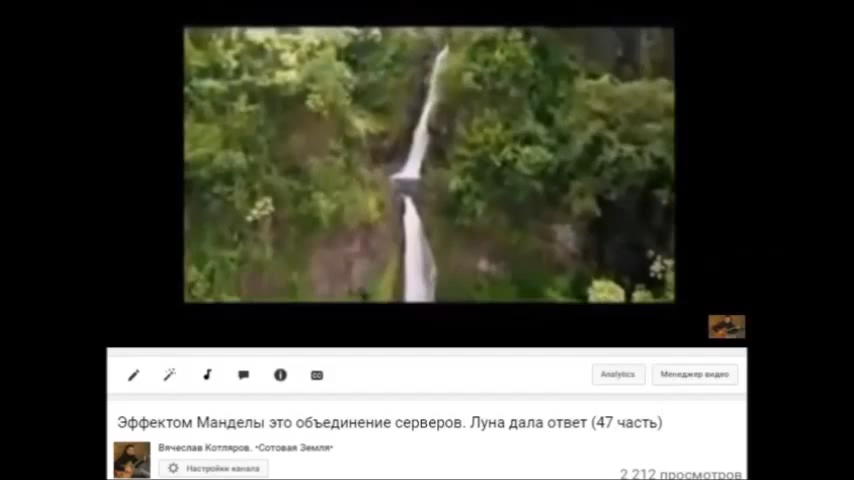 Analytics
Менеджер видео
Эффектом Манделы это объединение серверов. Луна дала ответ (47 часть)
Вячеслав Котляров. •Сотовая Земля•
Настройки канала
2 212 просмотров